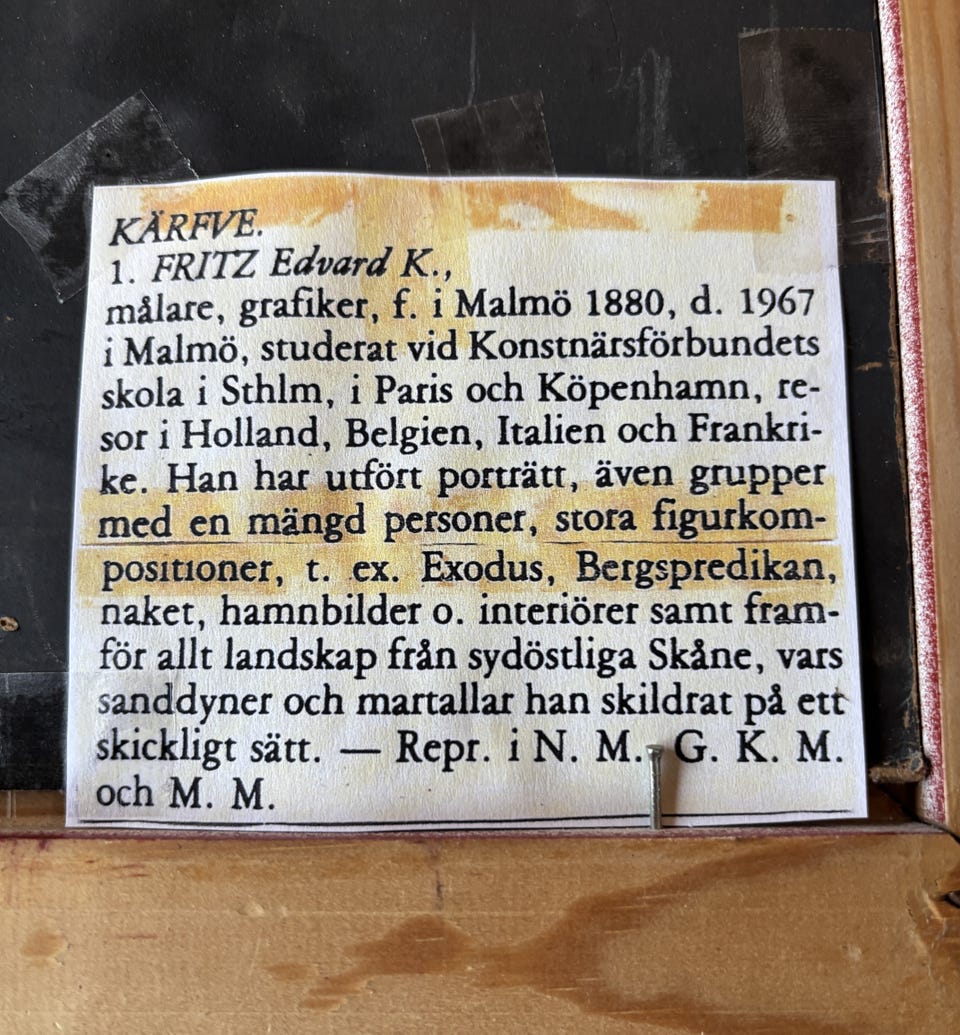 KÄRFVE.
1. FRITZ Edvard K.,
målare, grafiker, f. i Malmö 1880, d. 1967
i Malmö, studerat vid Konstnärsförbundets
skola i Sthlm, i Paris och Köpenhamn, re-
sor i Holland, Belgien, Italien och Frankri-
ke. Han har utfört porträtt, även grupper
med en mängd personer, stora figurkom-
positioner, t. ex. Exodus, Bergspredikan,
naket, hamnbilder o. interiörer samt fram-
för allt landskap från sydöstliga Skåne, vars
sanddyner och martallar han skildrat på ett
skickligt sätt. — Repr. i N. M., G. K. M.
och M. M.